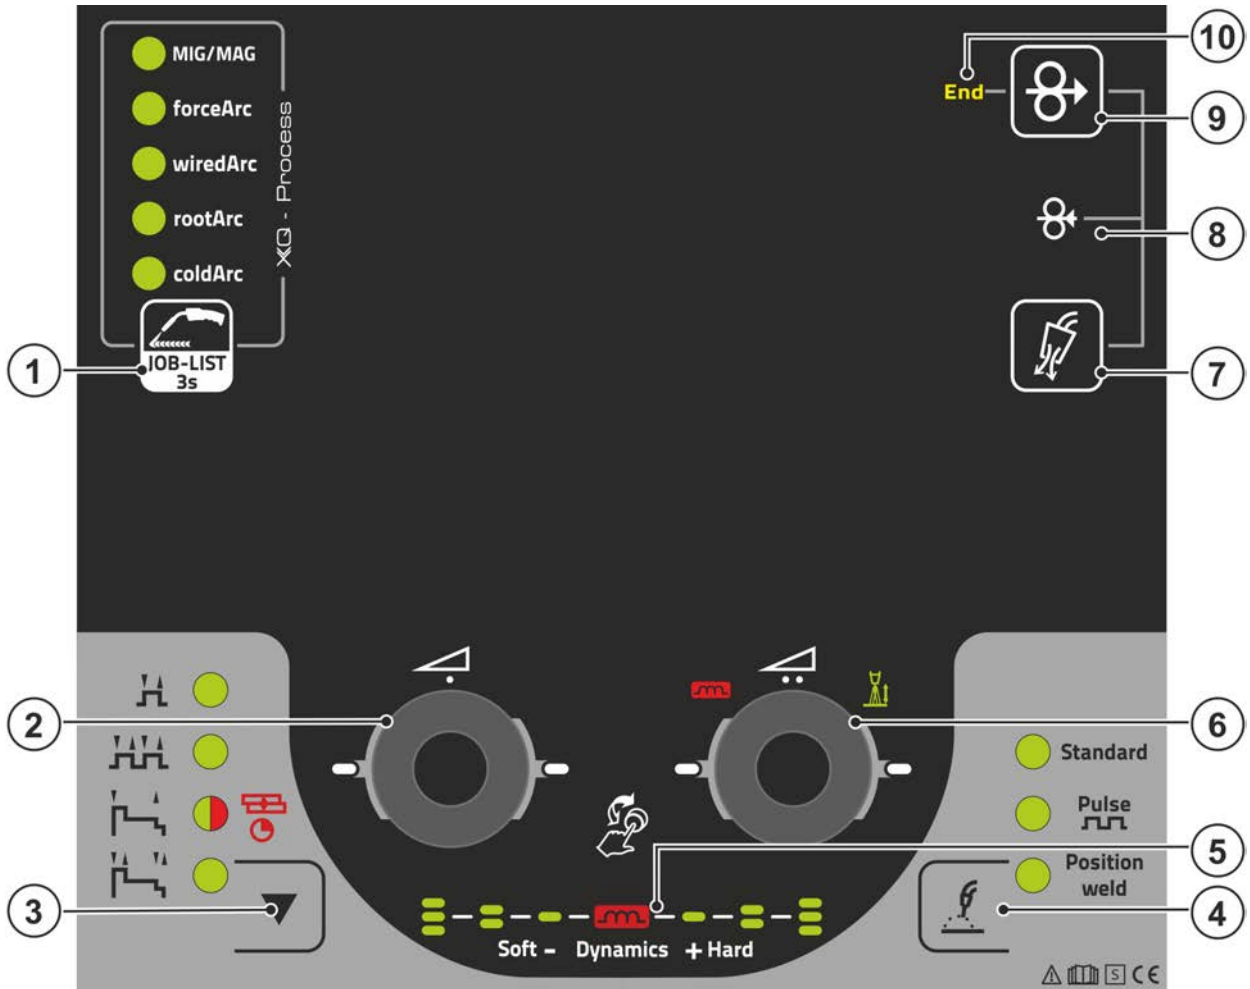 MIG/MAG
forceArc
wiredArc
rootArc
coldArc
XQ - Process
JOB-LIST
3s
End
10
9
8
7
1
2
3
6
5
4
Standard
Pulse
Position
weld
Soft - Dynamics + Hard
S CE